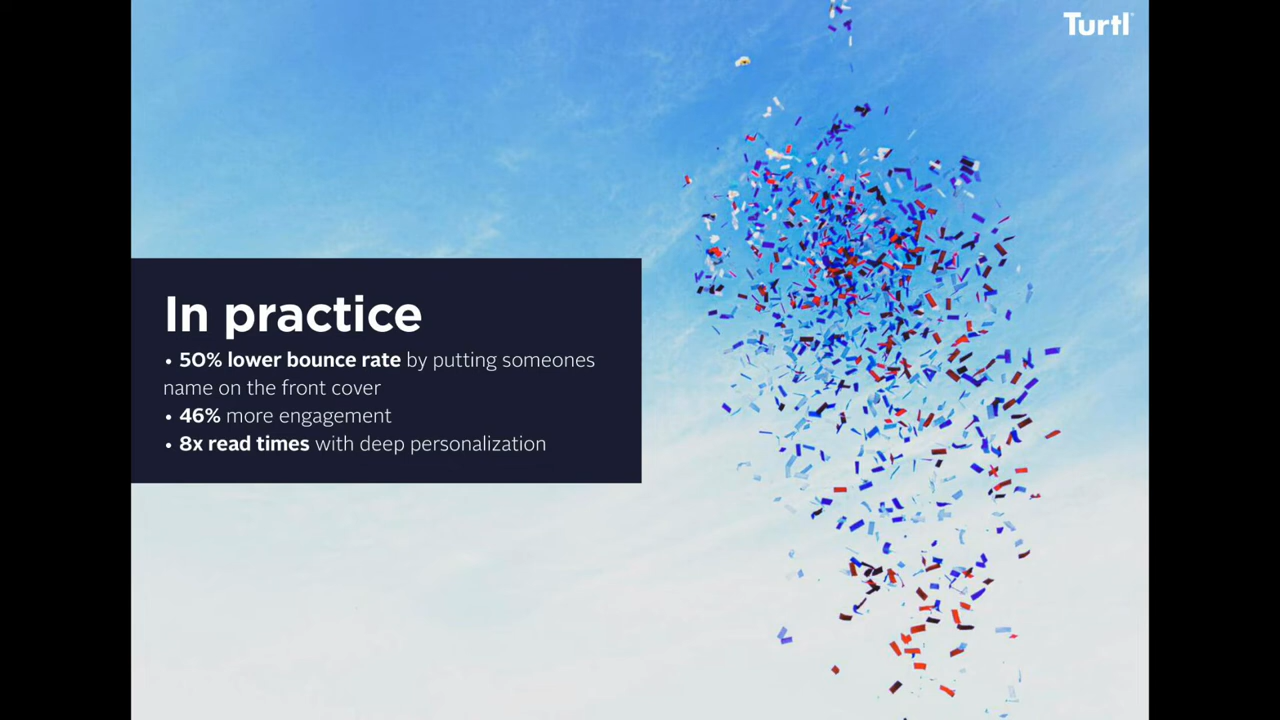 Turtl
In practice
• 50% lower bounce rate by putting someones
name on the front cover
• 46% more engagement
• 8x read times with deep personalization